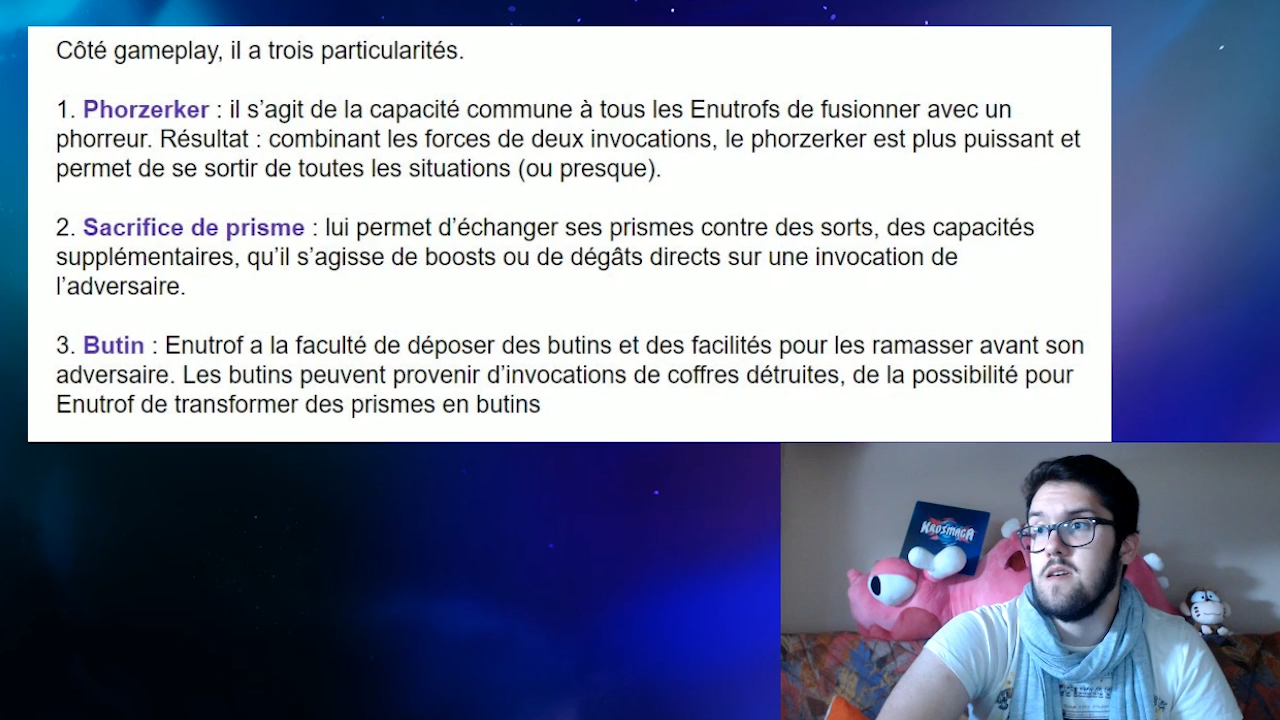 Côté gameplay, il a trois particularités.
1. Phorzerker : il s’agit de la capacité commune à tous les Enutrofs de fusionner avec un
phorreur. Résultat : combinant les forces de deux invocations, le phorzerker est plus puissant et
permet de se sortir de toutes les situations (ou presque).
2. Sacrifice de prisme : lui permet d’échanger ses prismes contre des sorts, des capacités
supplémentaires, qu’il s’agisse de boosts ou de dégâts directs sur une invocation de
l’adversaire.
3. Butin : Enutrof a la faculté de déposer des butins et des facilités pour les ramasser avant son
adversaire. Les butins peuvent provenir d’invocations de coffres détruites, de la possibilité pour
Enutrof de transformer des prismes en butins
KROSMAGA